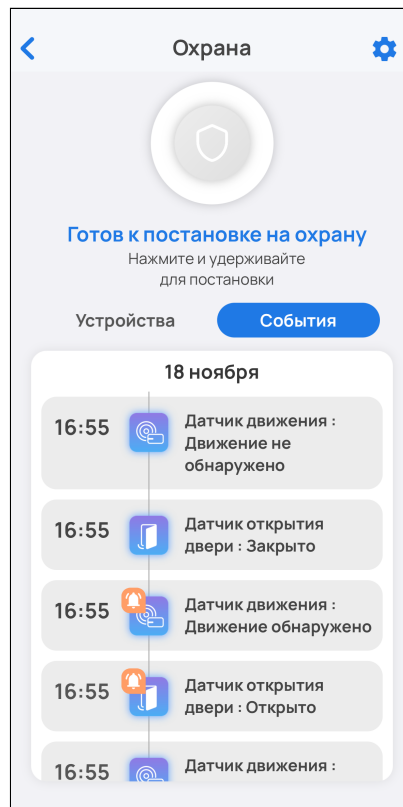 Охрана
Готов к постановке на охрану
Нажмите и удерживайте
для постановки
Устройства
События
18 ноября
16:55
Датчик движения :
Движение не
обнаружено
16:55
Датчик открытия
двери : Закрыто
16:55
Датчик движения :
Движение обнаружено
16:55
Датчик открытия
двери : Открыто
16:55
Датчик движения :